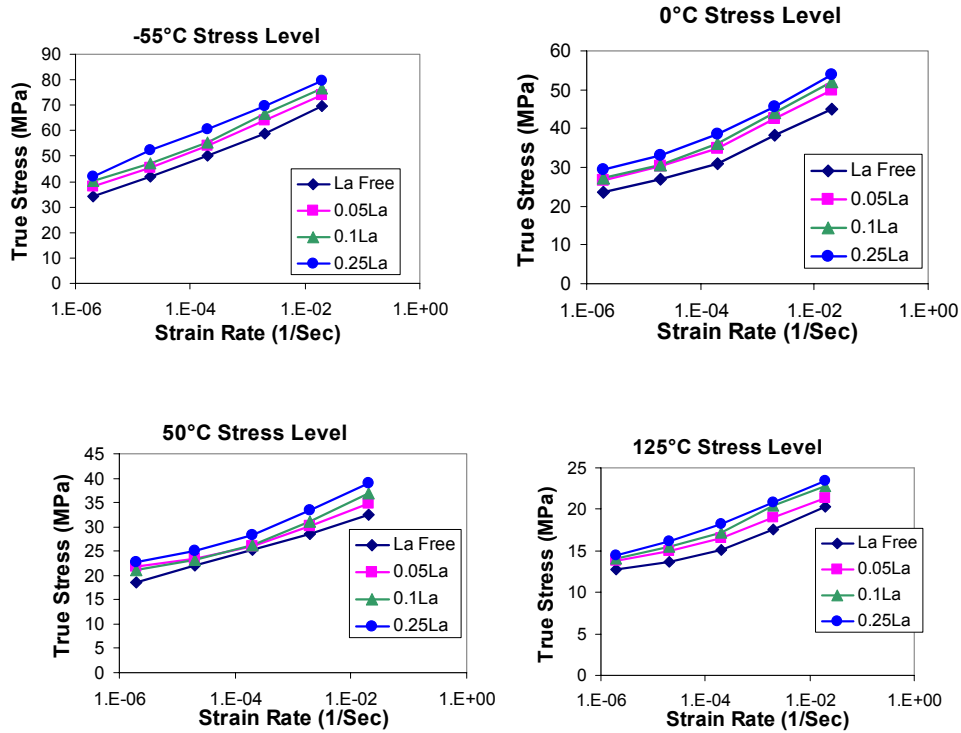 -55°C Stress Level
True Stress (MPa)
90
80
70
60
50
40
30
20
10
0
La Free
0.05La
0.1La
0.25La
1.E-06 1.E-04 1.E-02 1.E+00
Strain Rate (1/Sec)
0°C Stress Level
True Stress (MPa)
60
50
40
30
20
10
0
La Free
0.05La
0.1La
0.25La
1.E-06 1.E-04 1.E-02 1.E+00
Strain Rate (1/Sec)
50°C Stress Level
True Stress (MPa)
45
40
35
30
25
20
15
10
5
0
La Free
0.05La
0.1La
0.25La
1.E-06 1.E-04 1.E-02 1.E+00
Strain Rate (1/Sec)
125°C Stress Level
True Stress (MPa)
25
20
15
10
5
0
La Free
0.05La
0.1La
0.25La
1.E-06 1.E-04 1.E-02 1.E+00
Strain Rate (1/Sec)